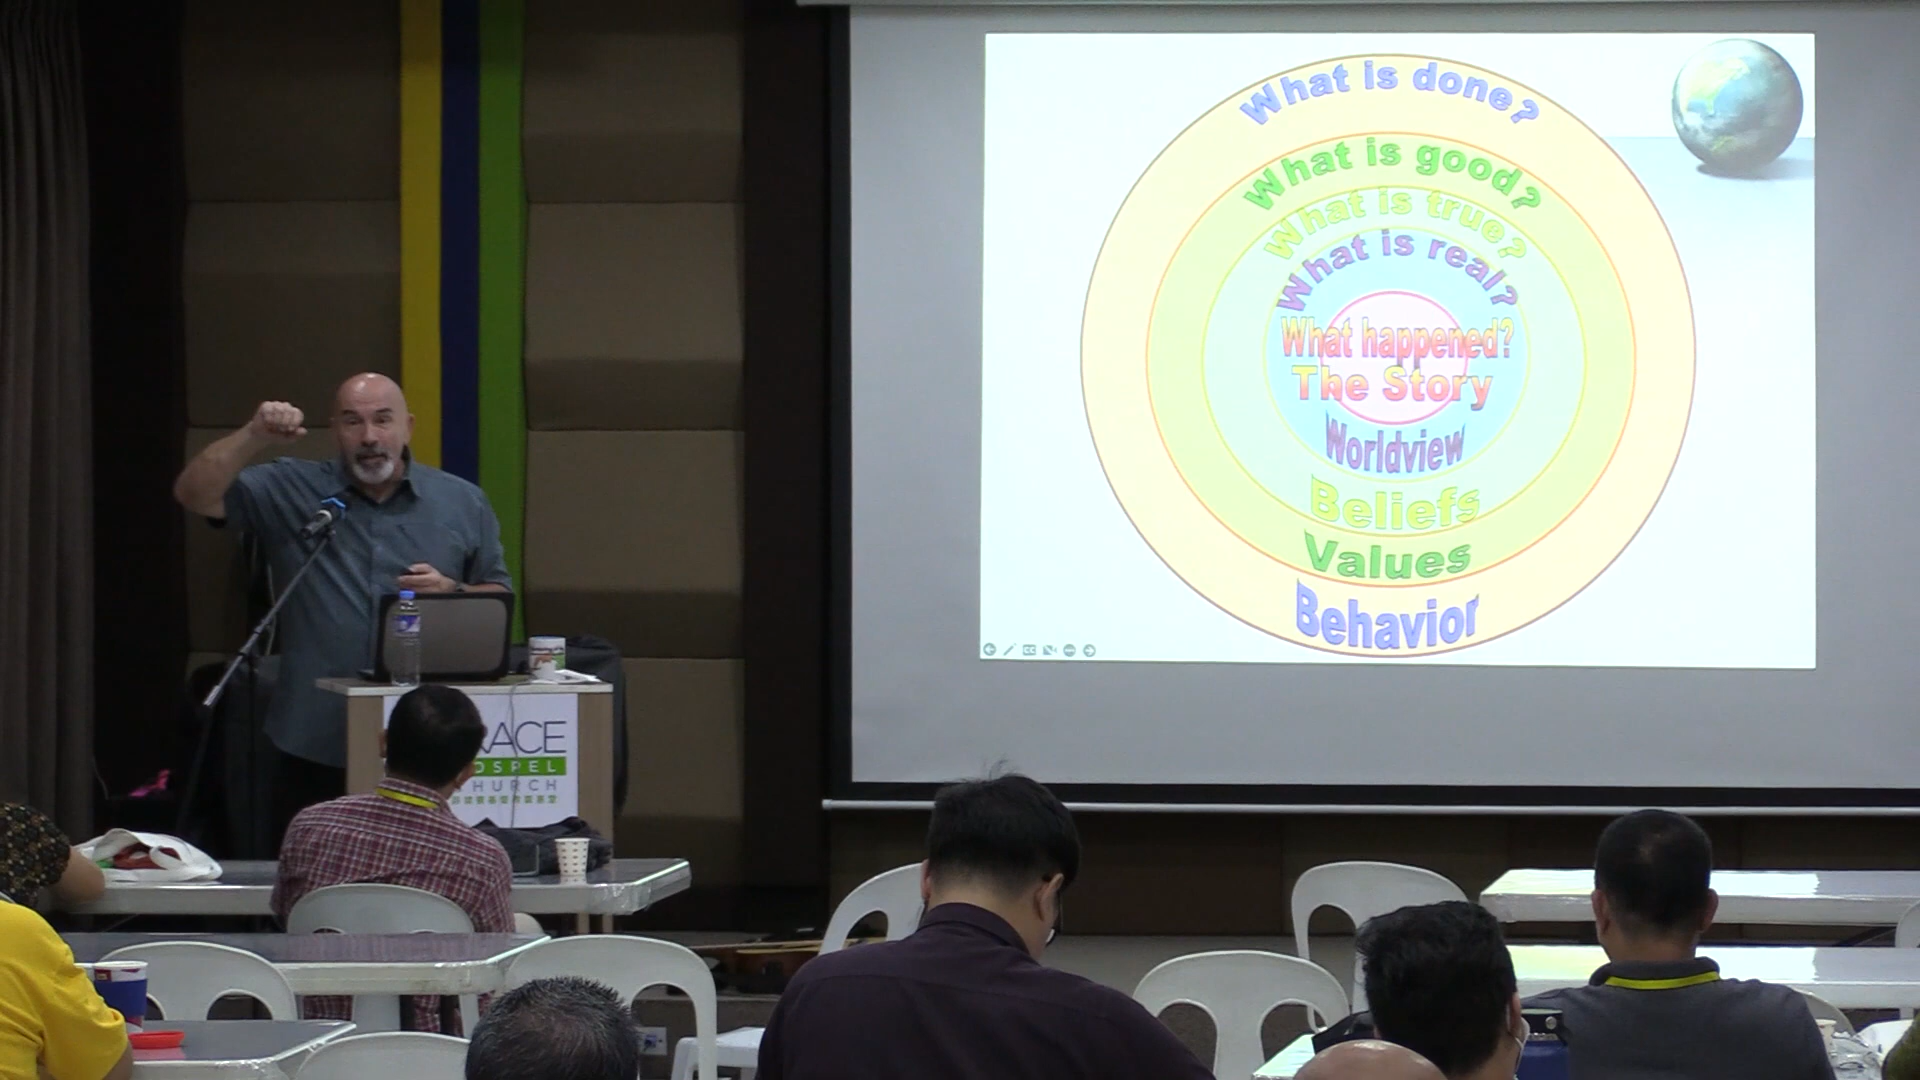 What is done?
What is good?
What is true?
What is real?
What happened?
The Story
Worldview
Beliefs
Values
Behavior
RACE
OSPEL
HURCH